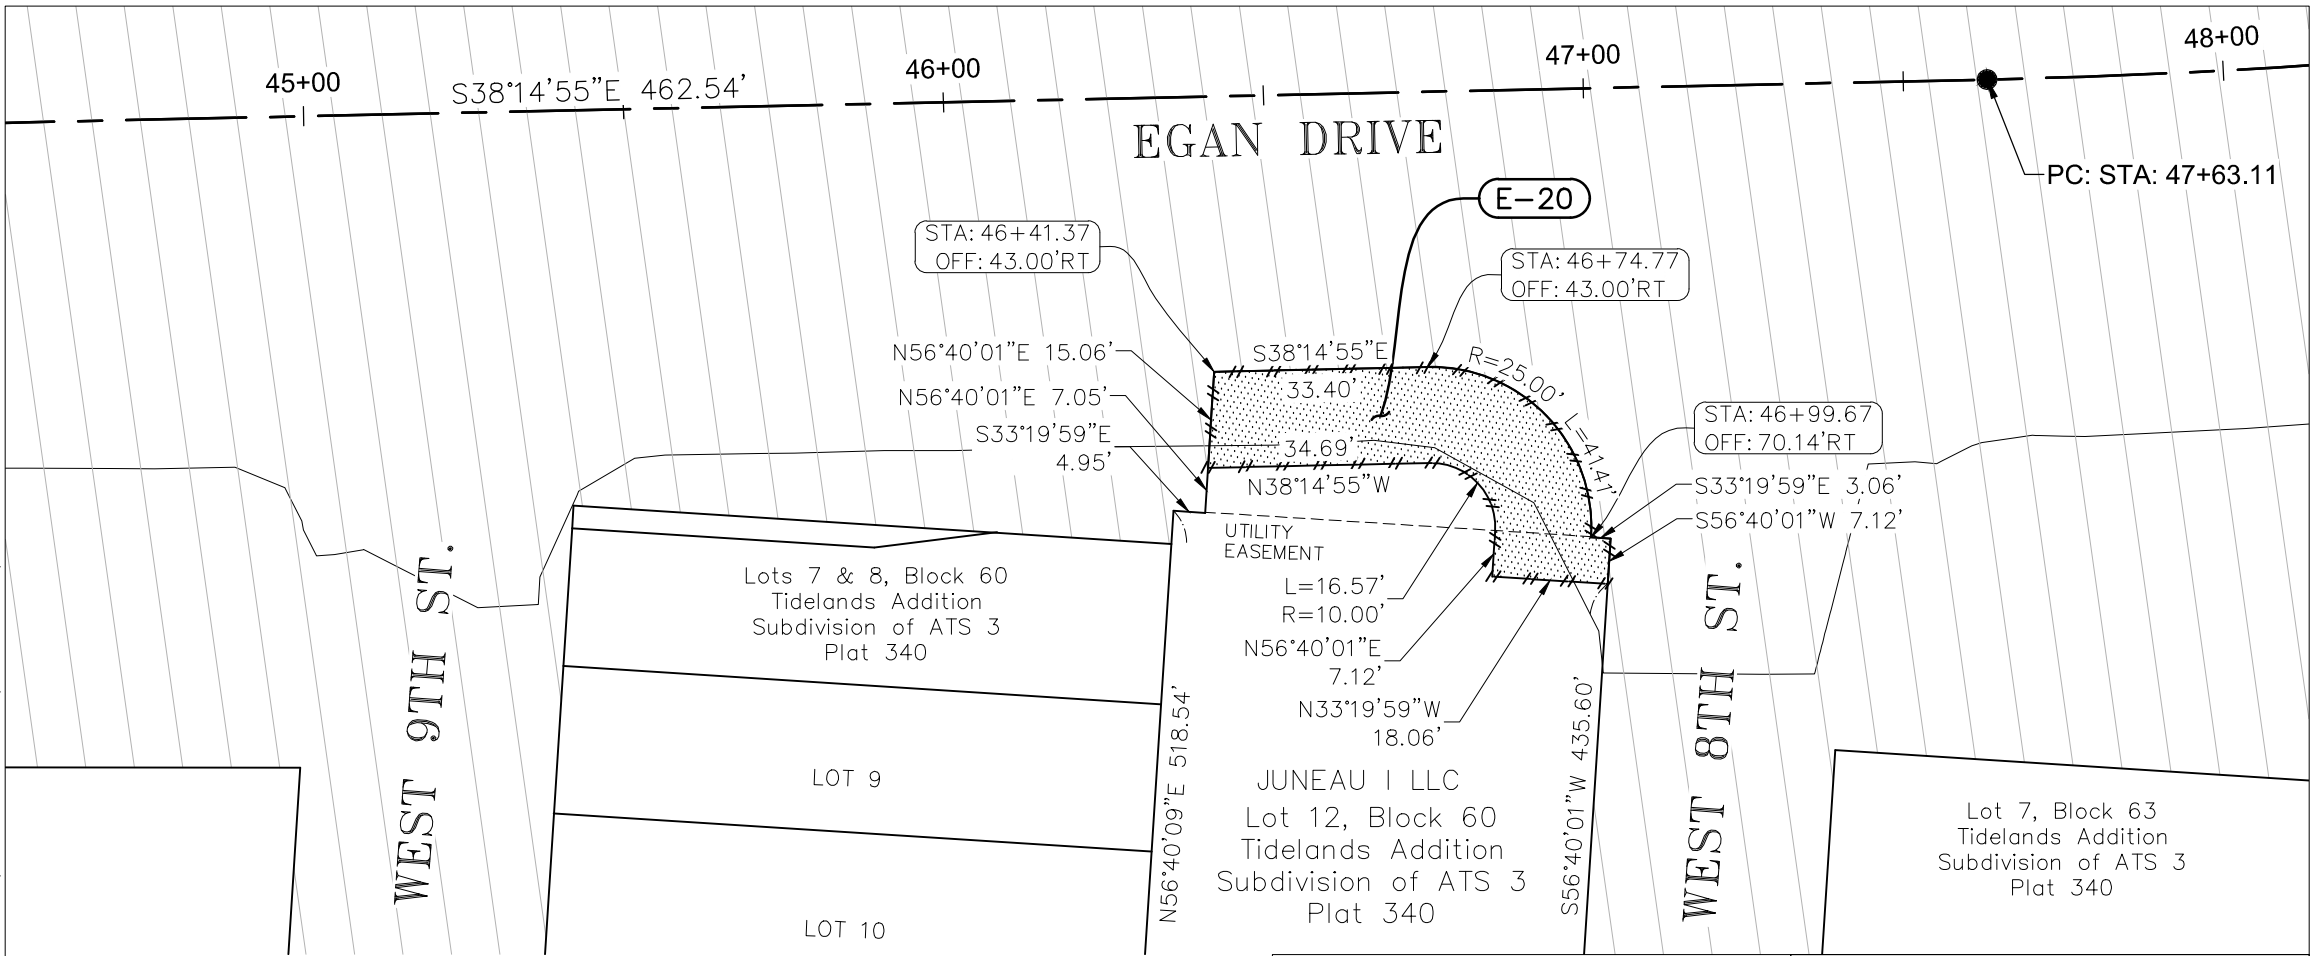 45+00
46+00
47+00
48+00
S38°14'55"E 462.54'
EGAN DRIVE
PC: STA: 47+63.11
E-20
STA: 46+41.37
OFF: 43.00'RT
STA: 46+74.77
OFF: 43.00'RT
N56°40'01"E 15.06'
S38°14'55"E
33.40'
R=25.00'
L=41.41'
N56°40'01"E 7.05'
STA: 46+99.67
OFF: 70.14'RT
S33°19'59"E
4.95'
34.69'
N38°14'55"W
S33°19'59"E 3.06'
S56°40'01"W 7.12'
UTILITY
EASEMENT
L=16.57'
R=10.00'
N56°40'01"E
7.12'
N33°19'59"W
18.06'
WEST 9TH ST.
Lots 7 & 8, Block 60
Tidelands Addition
Subdivision of ATS 3
Plat 340
LOT 9
LOT 10
N56°40'09"E 518.54'
JUNEAU I LLC
Lot 12, Block 60
Tidelands Addition
Subdivision of ATS 3
Plat 340
S56°40'01"W 435.60'
WEST 8TH ST.
Lot 7, Block 63
Tidelands Addition
Subdivision of ATS 3
Plat 340